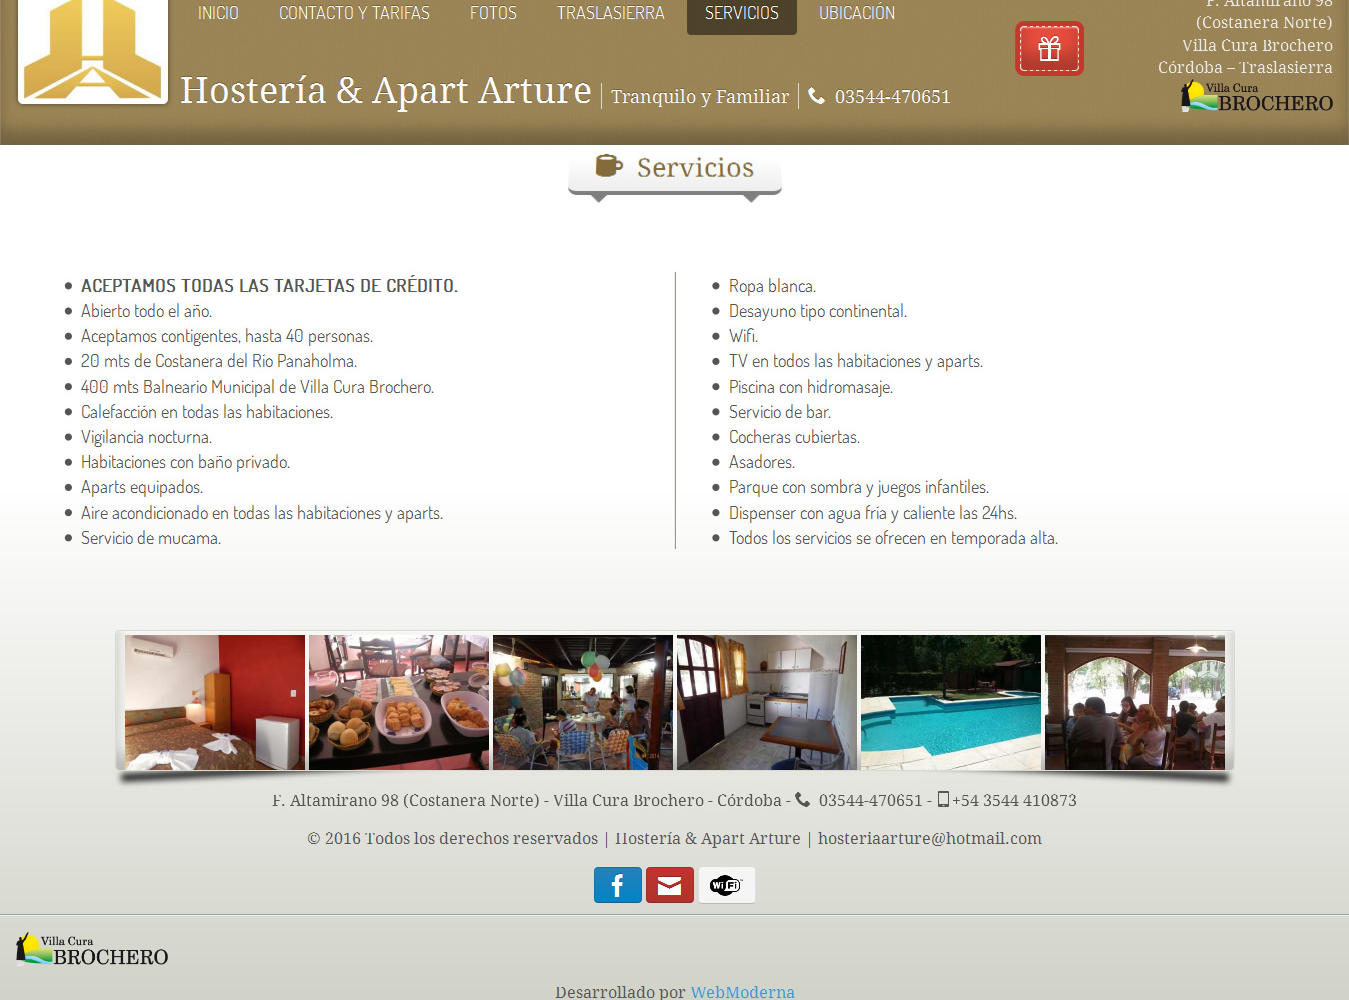 INICIO CONTACTO Y TARIFAS FOTOS TRASLASIERRA SERVICIOS UBICACIÓN
F. Altamirano 98
(Costanera Norte)
Villa Cura Brochero
Córdoba – Traslasierra
Villa Cura
BROCHERO
Hostería & Apart Arture | Tranquilo y Familiar | 03544-470651
Servicios
ACEPTAMOS TODAS LAS TARJETAS DE CRÉDITO.
Abierto todo el año.
Aceptamos contigentes, hasta 40 personas.
20 mts de Costanera del Rio Panaholma.
400 mts Balneario Municipal de Villa Cura Brochero.
Calefacción en todas las habitaciones.
Vigilancia nocturna.
Habitaciones con baño privado.
Aparts equipados.
Aire acondicionado en todas las habitaciones y aparts.
Servicio de mucama.
Ropa blanca.
Desayuno tipo continental.
Wifi.
TV en todos las habitaciones y aparts.
Piscina con hidromasaje.
Servicio de bar.
Cocheras cubiertas.
Asadores.
Parque con sombra y juegos infantiles.
Dispenser con agua fria y caliente las 24hs.
Todos los servicios se ofrecen en temporada alta.
F. Altamirano 98 (Costanera Norte) - Villa Cura Brochero - Córdoba - 03544-470651 - +54 3544 410873
© 2016 Todos los derechos reservados | Hostería & Apart Arture | hosteriaarture@hotmail.com
WiFi
Villa Cura
BROCHERO
Desarrollado por WebModerna